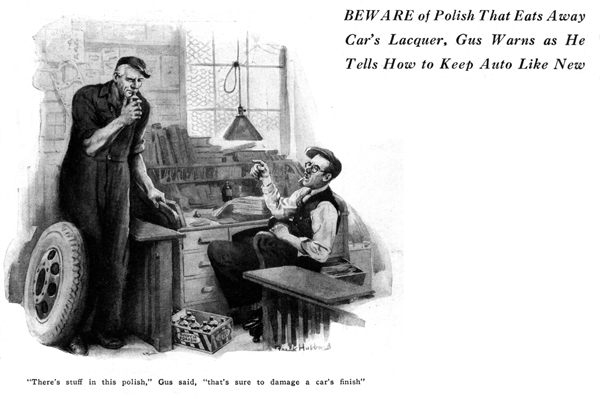 BEWARE of Polish That Eats Away
Car's Lacquer, Gus Warns as He
Tells How to Keep Auto Like New
Hubbard
"There's stuff in this polish," Gus said, "that's sure to damage a car's finish"